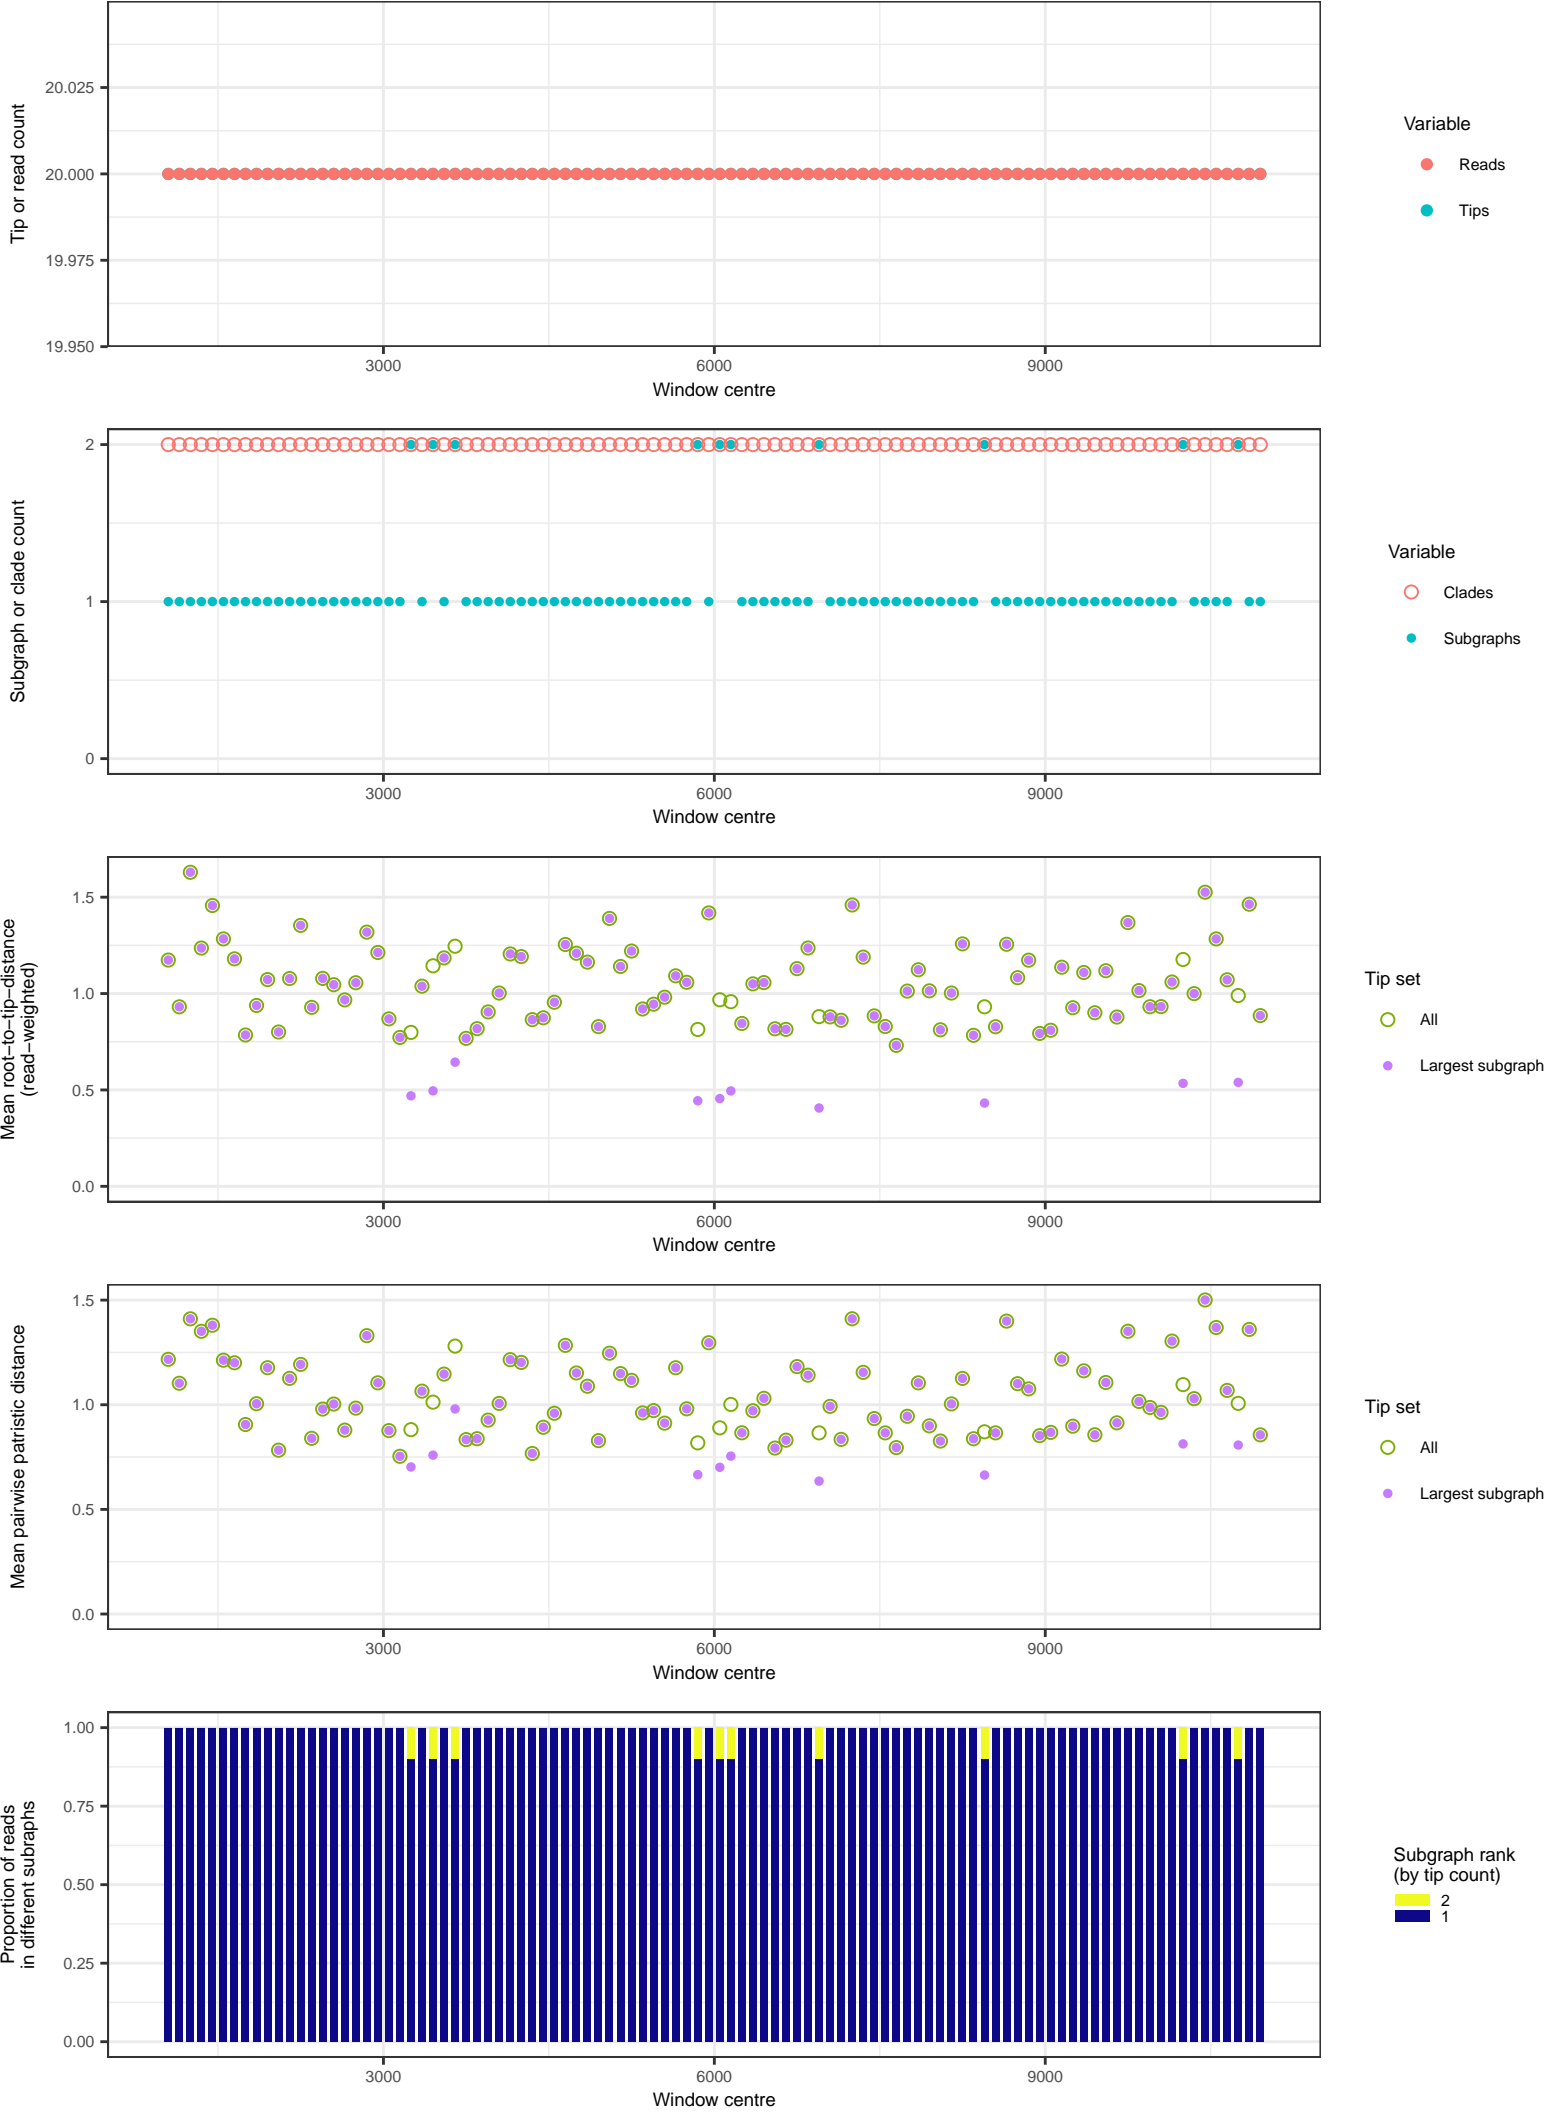 Tip or read count
20.025
20.000
19.975
19.950
3000
6000
9000
Window centre
Variable
Reads
Tips
Subgraph or clade count
2
1
0
3000
6000
9000
Window centre
Variable
Clades
Subgraphs
Mean root−to−tip−distance
(read−weighted)
1.5
1.0
0.5
0.0
3000
6000
9000
Window centre
Tip set
All
Largest subgraph
Mean pairwise patristic distance
1.5
1.0
0.5
0.0
3000
6000
9000
Window centre
Tip set
All
Largest subgraph
Proportion of reads
in different subraphs
1.00
0.75
0.50
0.25
0.00
3000
6000
9000
Window centre
Subgraph rank
(by tip count)
2
1